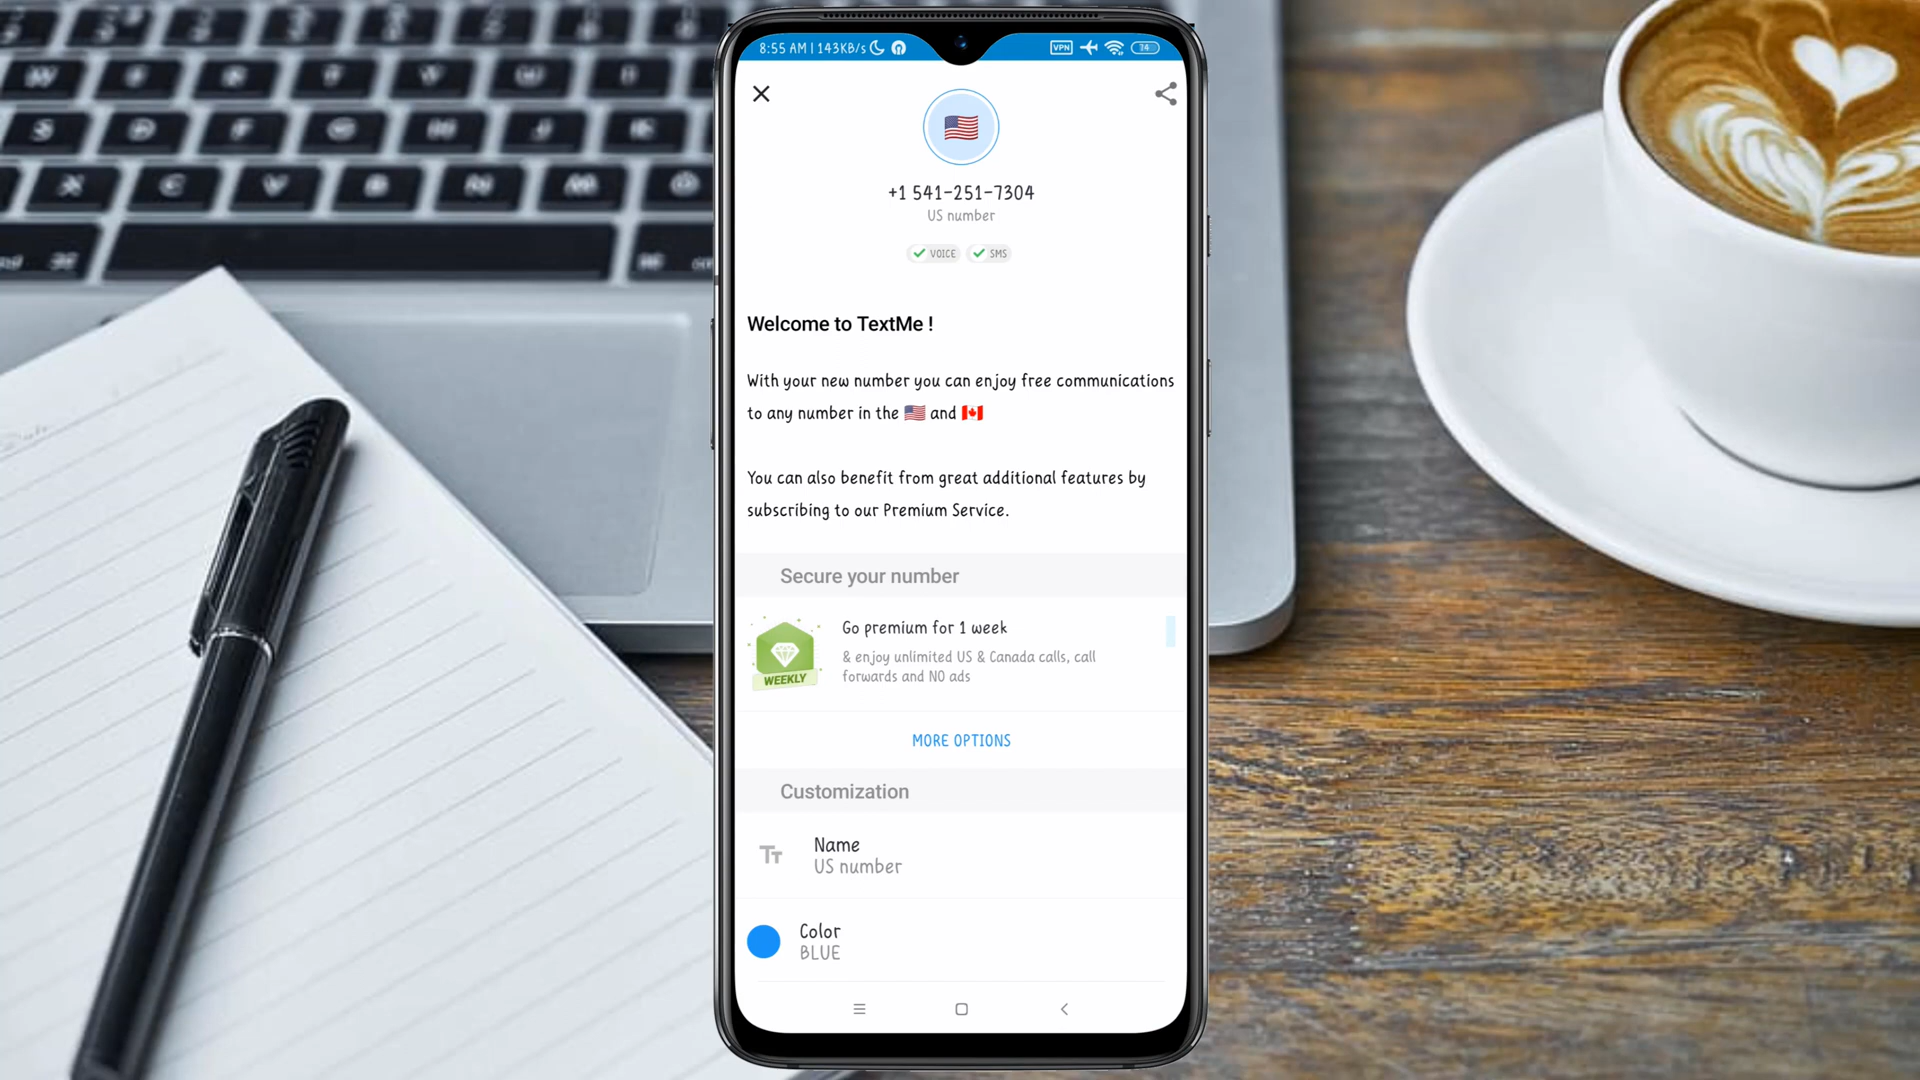 8:55 AM | 143KB/s
VPN
74
+1 541-251-7304
US number
VOICE
SMS
Welcome to TextMe !
With your new number you can enjoy free communications
to any number in the 🇺🇸 and 🇨🇦
You can also benefit from great additional features by
subscribing to our Premium Service.
Secure your number
Go premium for 1 week
& enjoy unlimited US & Canada calls, call
forwards and NO ads
WEEKLY
MORE OPTIONS
Customization
Tт
Name
US number
Color
BLUE